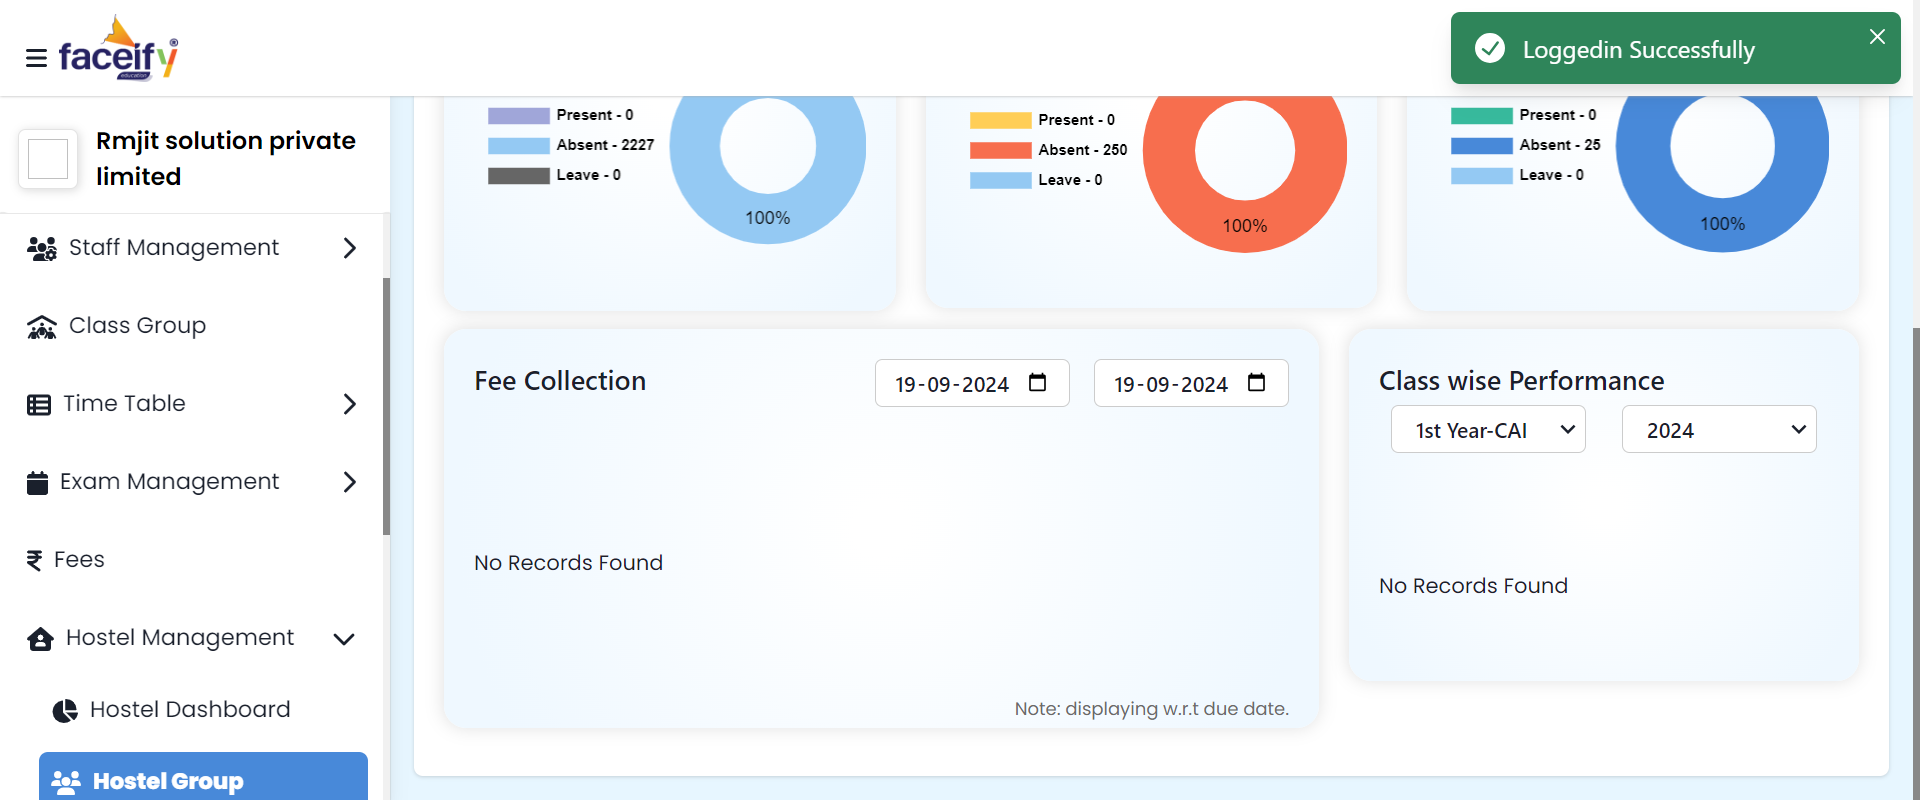 faceify
education
Loggedin Successfully
Rmjit solution private
limited
Staff Management
Class Group
Time Table
Exam Management
Fees
Hostel Management
Hostel Dashboard
Hostel Group
Present - 0
Absent - 2227
Leave - 0
100%
Present - 0
Absent - 250
Leave - 0
100%
Present - 0
Absent - 25
Leave - 0
100%
Fee Collection
19-09-2024
19-09-2024
No Records Found
Note: displaying w.r.t due date.
Class wise Performance
1st Year-CAI
2024
No Records Found